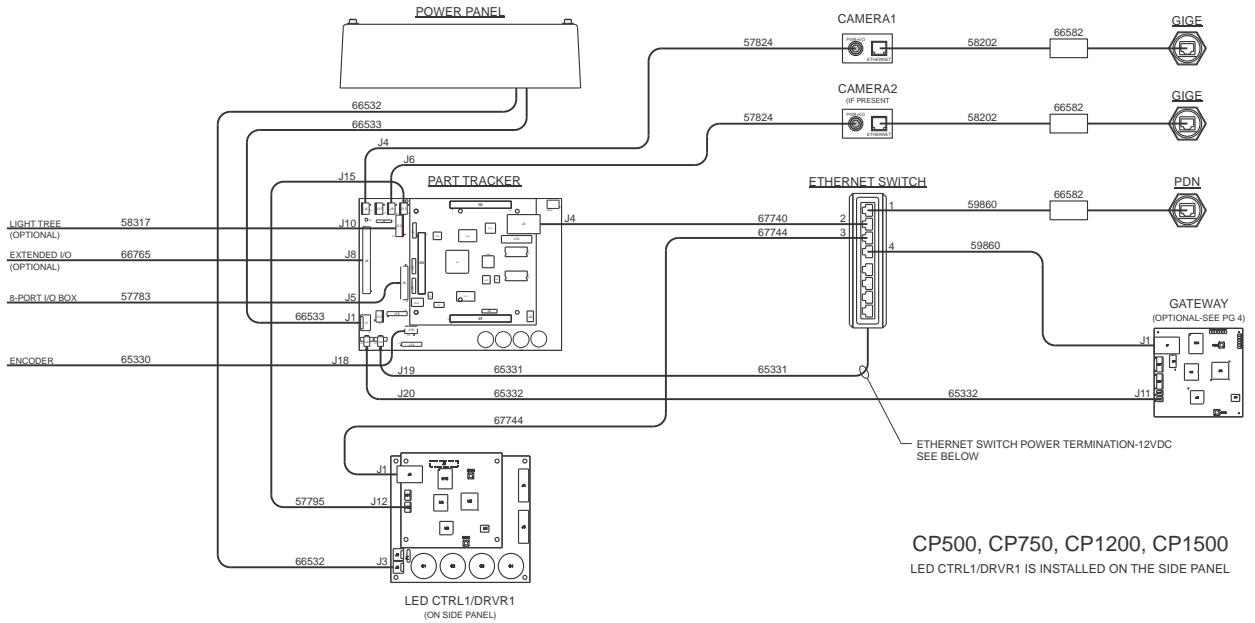 POWER PANEL
CAMERA1
GIGE
57824
PWR+I/O
ETHERNET
58202
66582
CAMERA2
(IF PRESENT
GIGE
57824
PWR+I/O
ETHERNET
58202
66582
66532
66533
J4
J6
J15
PART TRACKER
ETHERNET SWITCH
PDN
1
59860
66582
LIGHT TREE
(OPTIONAL)
58317
J10
J4
67740
2
67744
3
4
59860
EXTENDED I/O
(OPTIONAL)
66765
J8
8-PORT I/O BOX
57783
J5
66533
J1
GATEWAY
(OPTIONAL-SEE PG 4)
J1
ENCODER
65330
J18
J19
65331
65331
J20
65332
65332
J11
67744
ETHERNET SWITCH POWER TERMINATION-12VDC
SEE BELOW
J1
57795
J12
66532
J3
LED CTRL1/DRVR1
(ON SIDE PANEL)
CP500, CP750, CP1200, CP1500
LED CTRL1/DRVR1 IS INSTALLED ON THE SIDE PANEL